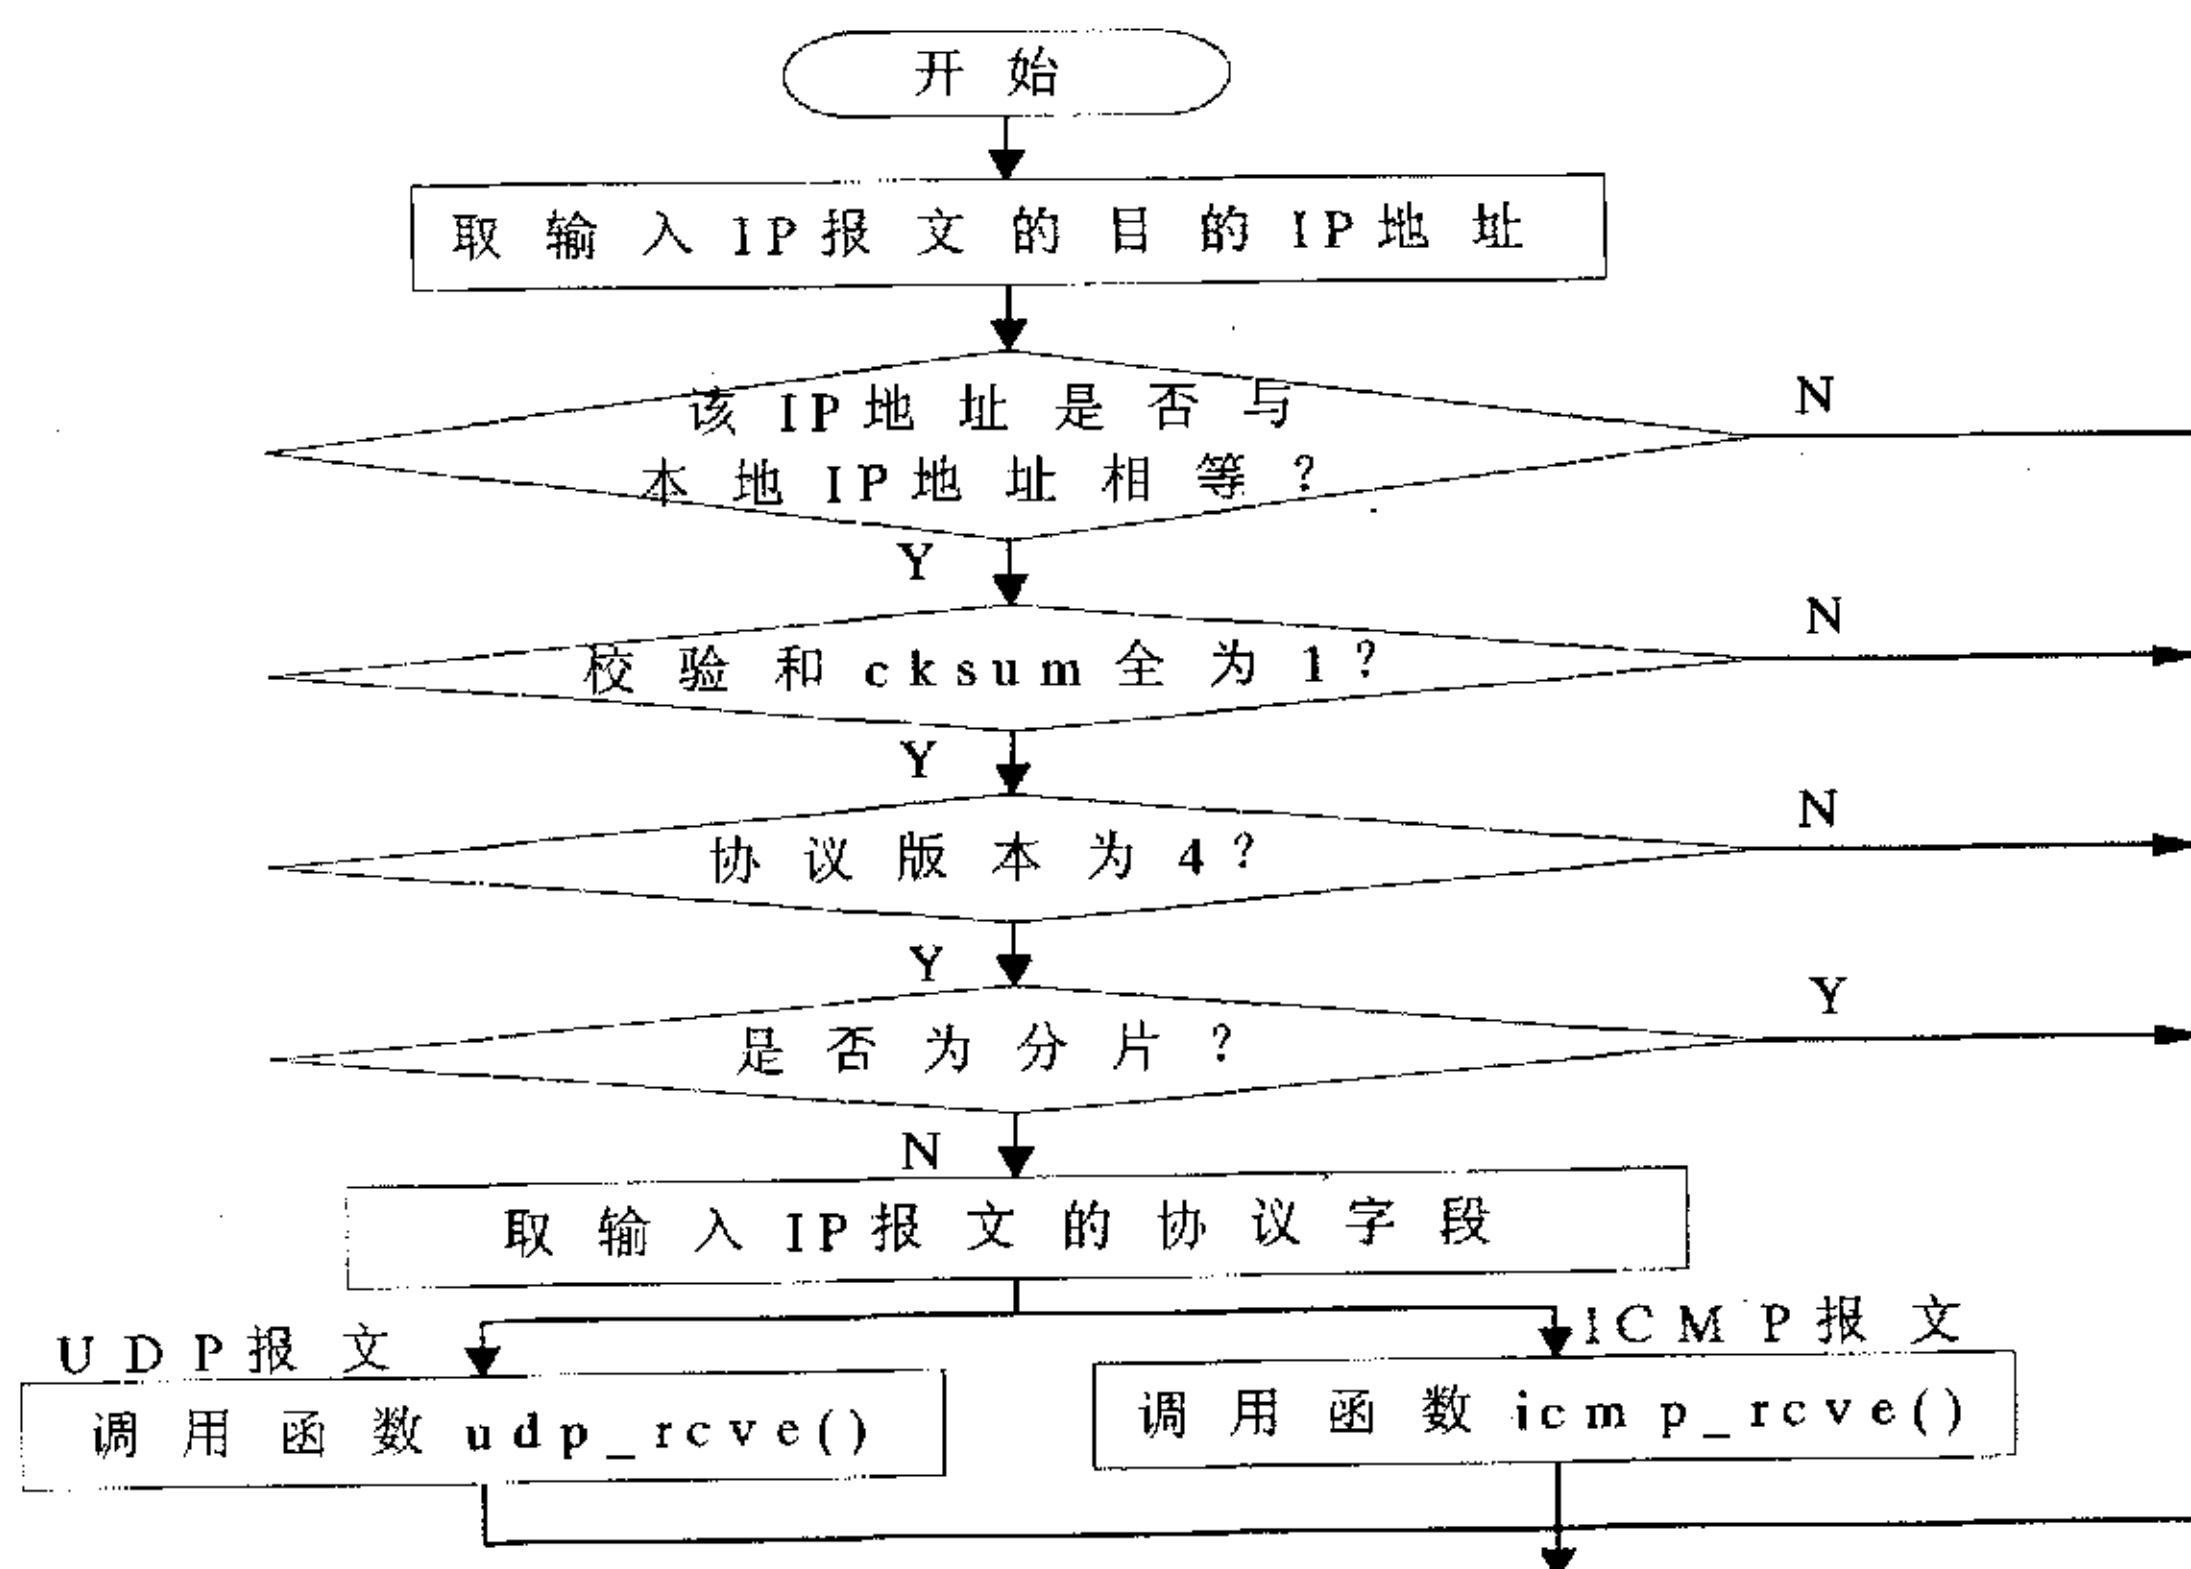 开始
取输入IP报文的目的IP地址
该IP地址是否与
本地IP地址相等?
N
Y
校验和cksum全为1?
N
Y
协议版本为4?
N
Y
是否为分片?
Y
N
取输入IP报文的协议字段
UDP报文
ICMP报文
调用函数udp_rcve()
调用函数icmp_rcve()